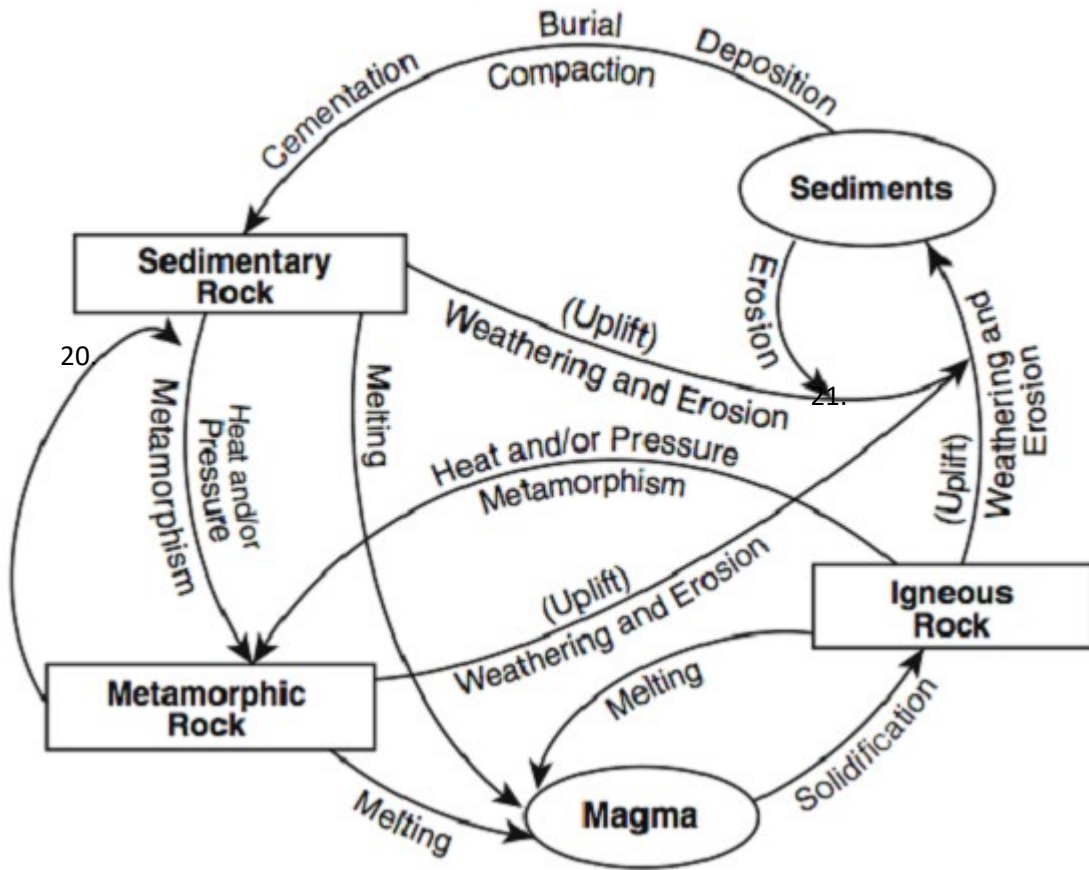 Burial
Deposition
Compaction
Cementation
Sediments
Sedimentary
Rock
Erosion
(Uplift)
Weathering and Erosion
20.
21.
Melting
Heat and/or
Pressure
Metamorphism
Heat and/or Pressure
Metamorphism
Weathering and
Erosion
(Uplift)
Igneous
Rock
(Uplift)
Weathering and Erosion
Metamorphic
Rock
Melting
Solidification
Melting
Magma